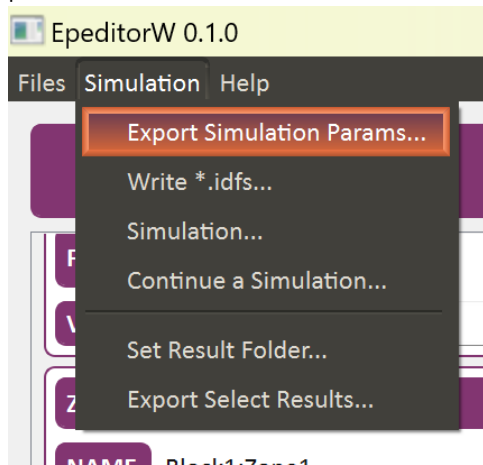 EpeditorW 0.1.0
Files Simulation Help
Export Simulation Params...
Write *.idfs...
Simulation...
Continue a Simulation...
Set Result Folder...
Export Select Results...
NAME Block1:Zone1